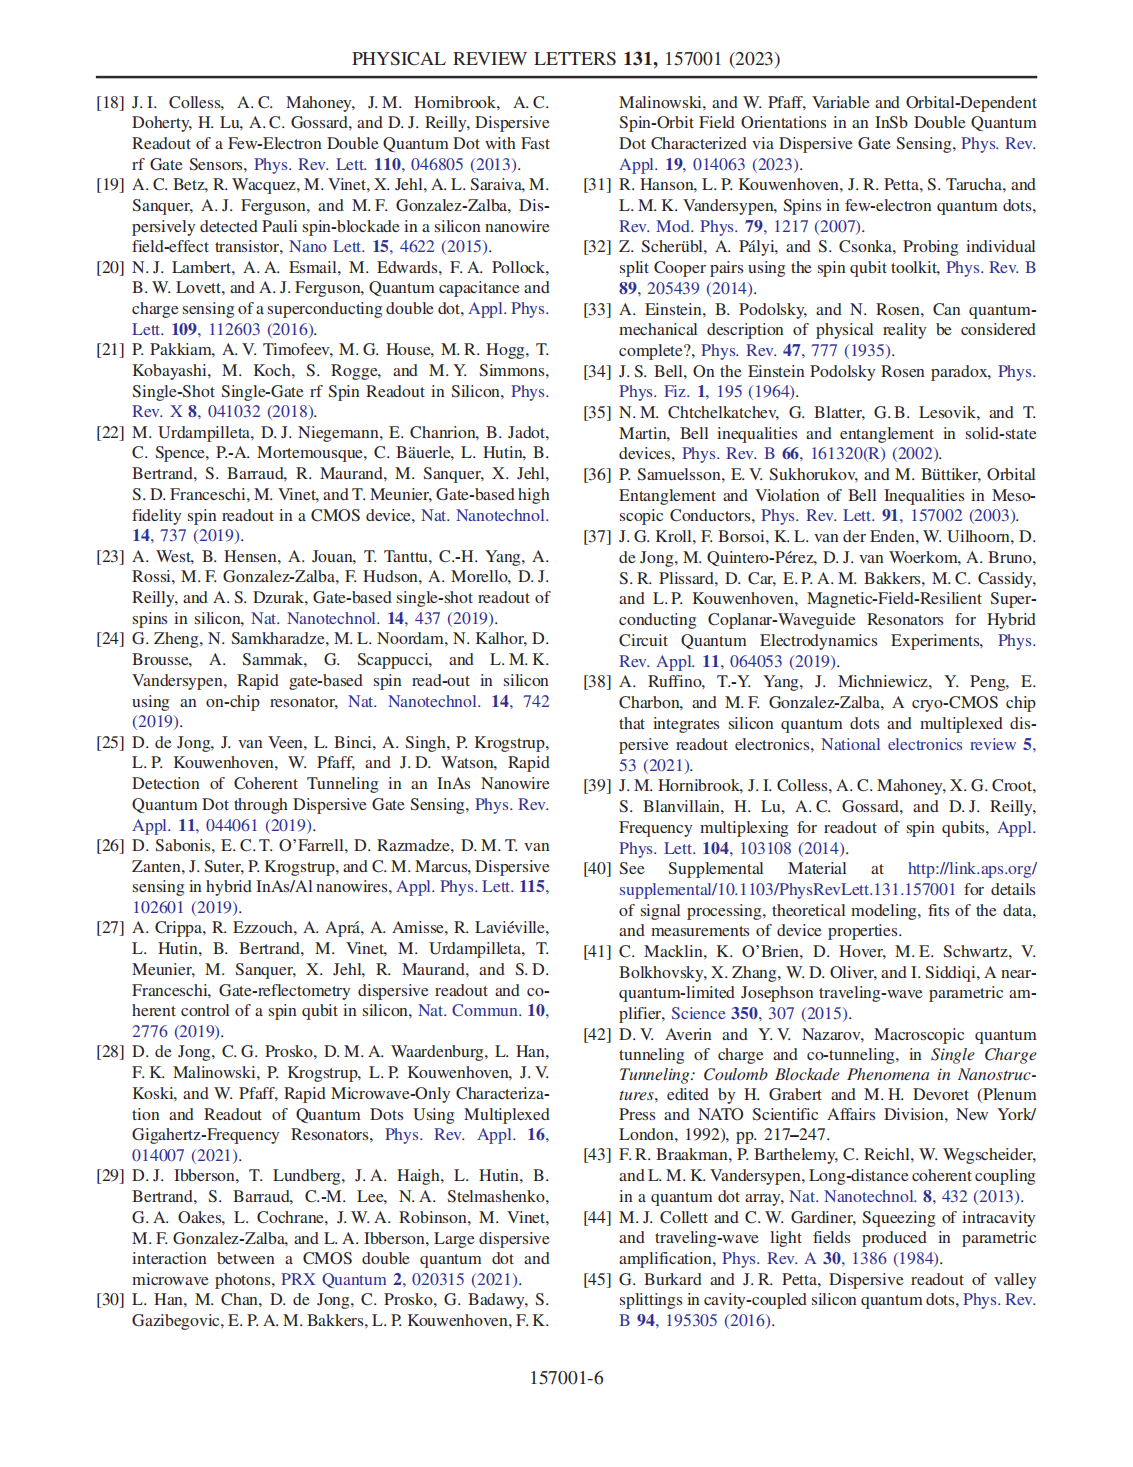 PHYSICAL REVIEW LETTERS 131, 157001 (2023)
[18] J. I. Colless, A. C. Mahoney, J. M. Hornibrook, A. C.
Doherty, H. Lu, A. C. Gossard, and D. J. Reilly, Dispersive
Readout of a Few-Electron Double Quantum Dot with Fast
rf Gate Sensors, Phys. Rev. Lett. 110, 046805 (2013).
[19] A. C. Betz, R. Wacquez, M. Vinet, X. Jehl, A. L. Saraiva, M.
Sanquer, A. J. Ferguson, and M. F. Gonzalez-Zalba, Dis-
persively detected Pauli spin-blockade in a silicon nanowire
field-effect transistor, Nano Lett. 15, 4622 (2015).
[20] N. J. Lambert, A. A. Esmail, M. Edwards, F. A. Pollock,
B. W. Lovett, and A. J. Ferguson, Quantum capacitance and
charge sensing of a superconducting double dot, Appl. Phys.
Lett. 109, 112603 (2016).
[21] P. Pakkiam, A. V. Timofeev, M. G. House, M. R. Hogg, T.
Kobayashi, M. Koch, S. Rogge, and M. Y. Simmons,
Single-Shot Single-Gate rf Spin Readout in Silicon, Phys.
Rev. X 8, 041032 (2018).
[22] M. Urdampilleta, D. J. Niegemann, E. Chanrion, B. Jadot,
C. Spence, P.-A. Mortemousque, C. Bäuerle, L. Hutin, B.
Bertrand, S. Barraud, R. Maurand, M. Sanquer, X. Jehl,
S. D. Franceschi, M. Vinet, and T. Meunier, Gate-based high
fidelity spin readout in a CMOS device, Nat. Nanotechnol.
14, 737 (2019).
[23] A. West, B. Hensen, A. Jouan, T. Tanttu, C.-H. Yang, A.
Rossi, M. F. Gonzalez-Zalba, F. Hudson, A. Morello, D. J.
Reilly, and A. S. Dzurak, Gate-based single-shot readout of
spins in silicon, Nat. Nanotechnol. 14, 437 (2019).
[24] G. Zheng, N. Samkharadze, M. L. Noordam, N. Kalhor, D.
Brousse, A. Sammak, G. Scappucci, and L. M. K.
Vandersypen, Rapid gate-based spin read-out in silicon
using an on-chip resonator, Nat. Nanotechnol. 14, 742
(2019).
[25] D. de Jong, J. van Veen, L. Binci, A. Singh, P. Krogstrup,
L. P. Kouwenhoven, W. Pfaff, and J. D. Watson, Rapid
Detection of Coherent Tunneling in an InAs Nanowire
Quantum Dot through Dispersive Gate Sensing, Phys. Rev.
Appl. 11, 044061 (2019).
[26] D. Sabonis, E. C. T. O'Farrell, D. Razmadze, D. M. T. van
Zanten, J. Suter, P. Krogstrup, and C. M. Marcus, Dispersive
sensing in hybrid InAs/Al nanowires, Appl. Phys. Lett. 115,
102601 (2019).
[27] A. Crippa, R. Ezzouch, A. Aprá, A. Amisse, R. Laviéville,
L. Hutin, B. Bertrand, M. Vinet, M. Urdampilleta, T.
Meunier, M. Sanquer, X. Jehl, R. Maurand, and S. D.
Franceschi, Gate-reflectometry dispersive readout and co-
herent control of a spin qubit in silicon, Nat. Commun. 10,
2776 (2019).
[28] D. de Jong, C. G. Prosko, D. M. A. Waardenburg, L. Han,
F. K. Malinowski, P. Krogstrup, L. P. Kouwenhoven, J. V.
Koski, and W. Pfaff, Rapid Microwave-Only Characteriza-
tion and Readout of Quantum Dots Using Multiplexed
Gigahertz-Frequency Resonators, Phys. Rev. Appl. 16,
014007 (2021).
[29] D. J. Ibberson, T. Lundberg, J. A. Haigh, L. Hutin, B.
Bertrand, S. Barraud, C.-M. Lee, N. A. Stelmashenko,
G. A. Oakes, L. Cochrane, J. W. A. Robinson, M. Vinet,
M. F. Gonzalez-Zalba, and L. A. Ibberson, Large dispersive
interaction between a CMOS double quantum dot and
microwave photons, PRX Quantum 2, 020315 (2021).
[30] L. Han, M. Chan, D. de Jong, C. Prosko, G. Badawy, S.
Gazibegovic, E. P. A. M. Bakkers, L. P. Kouwenhoven, F. K.
Malinowski, and W. Pfaff, Variable and Orbital-Dependent
Spin-Orbit Field Orientations in an InSb Double Quantum
Dot Characterized via Dispersive Gate Sensing, Phys. Rev.
Appl. 19, 014063 (2023).
[31] R. Hanson, L. P. Kouwenhoven, J. R. Petta, S. Tarucha, and
L. M. K. Vandersypen, Spins in few-electron quantum dots,
Rev. Mod. Phys. 79, 1217 (2007).
[32] Z. Scherübl, A. Pályi, and S. Csonka, Probing individual
split Cooper pairs using the spin qubit toolkit, Phys. Rev. B
89, 205439 (2014).
[33] A. Einstein, B. Podolsky, and N. Rosen, Can quantum-
mechanical description of physical reality be considered
complete?, Phys. Rev. 47, 777 (1935).
[34] J. S. Bell, On the Einstein Podolsky Rosen paradox, Phys.
Phys. Fiz. 1, 195 (1964).
[35] N. M. Chtchelkatchev, G. Blatter, G. B. Lesovik, and T.
Martin, Bell inequalities and entanglement in solid-state
devices, Phys. Rev. B 66, 161320(R) (2002).
[36] P. Samuelsson, E. V. Sukhorukov, and M. Büttiker, Orbital
Entanglement and Violation of Bell Inequalities in Meso-
scopic Conductors, Phys. Rev. Lett. 91, 157002 (2003).
[37] J. G. Kroll, F. Borsoi, K. L. van der Enden, W. Uilhoorn, D.
de Jong, M. Quintero-Pérez, D. J. van Woerkom, A. Bruno,
S. R. Plissard, D. Car, E. P. A. M. Bakkers, M. C. Cassidy,
and L. P. Kouwenhoven, Magnetic-Field-Resilient Super-
conducting Coplanar-Waveguide Resonators for Hybrid
Circuit Quantum Electrodynamics Experiments, Phys.
Rev. Appl. 11, 064053 (2019).
[38] A. Ruffino, T.-Y. Yang, J. Michniewicz, Y. Peng, E.
Charbon, and M. F. Gonzalez-Zalba, A cryo-CMOS chip
that integrates silicon quantum dots and multiplexed dis-
persive readout electronics, National electronics review 5,
53 (2021).
[39] J. M. Hornibrook, J. I. Colless, A. C. Mahoney, X. G. Croot,
S. Blanvillain, H. Lu, A. C. Gossard, and D. J. Reilly,
Frequency multiplexing for readout of spin qubits, Appl.
Phys. Lett. 104, 103108 (2014).
[40] See Supplemental Material at http://link.aps.org/
supplemental/10.1103/PhysRevLett.131.157001 for details
of signal processing, theoretical modeling, fits of the data,
and measurements of device properties.
[41] C. Macklin, K. O'Brien, D. Hover, M. E. Schwartz, V.
Bolkhovsky, X. Zhang, W. D. Oliver, and I. Siddiqi, A near-
quantum-limited Josephson traveling-wave parametric am-
plifier, Science 350, 307 (2015).
[42] D. V. Averin and Y. V. Nazarov, Macroscopic quantum
tunneling of charge and co-tunneling, in Single Charge
Tunneling: Coulomb Blockade Phenomena in Nanostruc-
tures, edited by H. Grabert and M. H. Devoret (Plenum
Press and NATO Scientific Affairs Division, New York/
London, 1992), pp. 217–247.
[43] F. R. Braakman, P. Barthelemy, C. Reichl, W. Wegscheider,
and L. M. K. Vandersypen, Long-distance coherent coupling
in a quantum dot array, Nat. Nanotechnol. 8, 432 (2013).
[44] M. J. Collett and C. W. Gardiner, Squeezing of intracavity
and traveling-wave light fields produced in parametric
amplification, Phys. Rev. A 30, 1386 (1984).
[45] G. Burkard and J. R. Petta, Dispersive readout of valley
splittings in cavity-coupled silicon quantum dots, Phys. Rev.
B 94, 195305 (2016).
157001-6